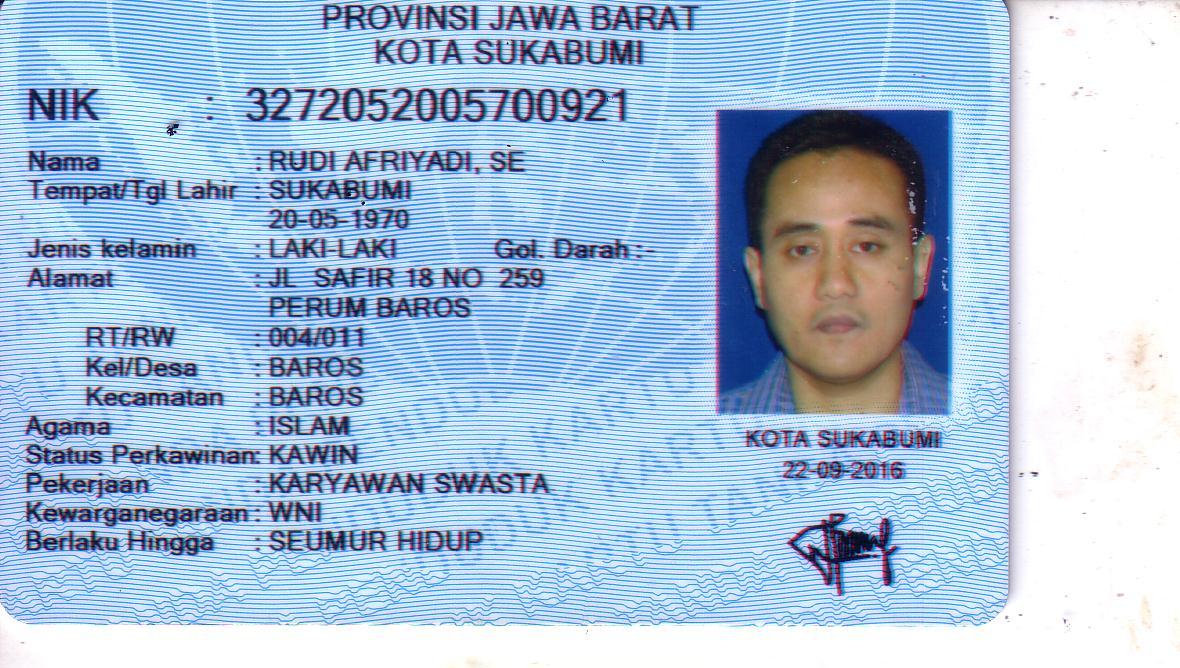 PROVINSI JAWA BARAT
KOTA SUKABUMI
NIK : 3272052005700921
Nama : RUDI AFRIYADI, SE
Tempat/Tgl Lahir : SUKABUMI
20-05-1970
Jenis kelamin : LAKI-LAKI Gol. Darah :-
Alamat : JL SAFIR 18 NO 259
PERUM BAROS
RT/RW : 004/011
Kel/Desa : BAROS
Kecamatan : BAROS
Agama : ISLAM
Status Perkawinan: KAWIN
Pekerjaan : KARYAWAN SWASTA
Kewarganegaraan : WNI
Berlaku Hingga : SEUMUR HIDUP
KOTA SUKABUMI
22-09-2016